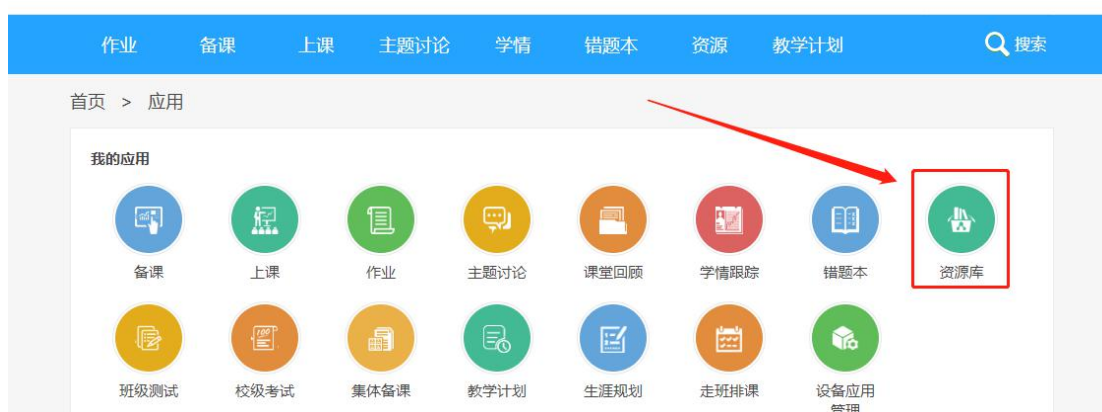 作业 备课 上课 主题讨论 学情 错题本 资源 教学计划 搜索
首页 > 应用
我的应用
备课 上课 作业 主题讨论 课堂回顾 学情跟踪 错题本 资源库
班级测试 校级考试 集体备课 教学计划 生涯规划 走班排课 设备应用
管理